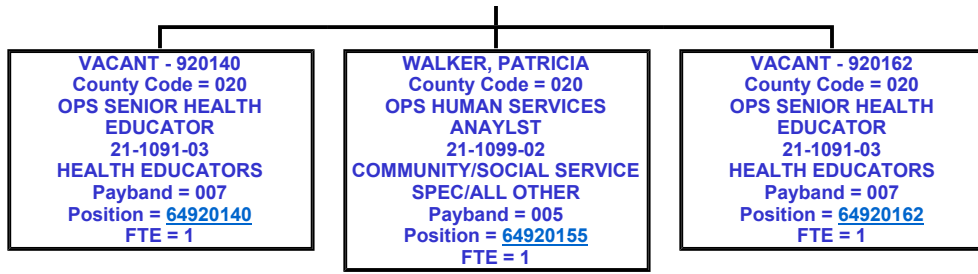 VACANT - 920140
County Code = 020
OPS SENIOR HEALTH
EDUCATOR
21-1091-03
HEALTH EDUCATORS
Payband = 007
Position = 64920140
FTE = 1
WALKER, PATRICIA
County Code = 020
OPS HUMAN SERVICES
ANAYLST
21-1099-02
COMMUNITY/SOCIAL SERVICE
SPEC/ALL OTHER
Payband = 005
Position = 64920155
FTE = 1
VACANT - 920162
County Code = 020
OPS SENIOR HEALTH
EDUCATOR
21-1091-03
HEALTH EDUCATORS
Payband = 007
Position = 64920162
FTE = 1